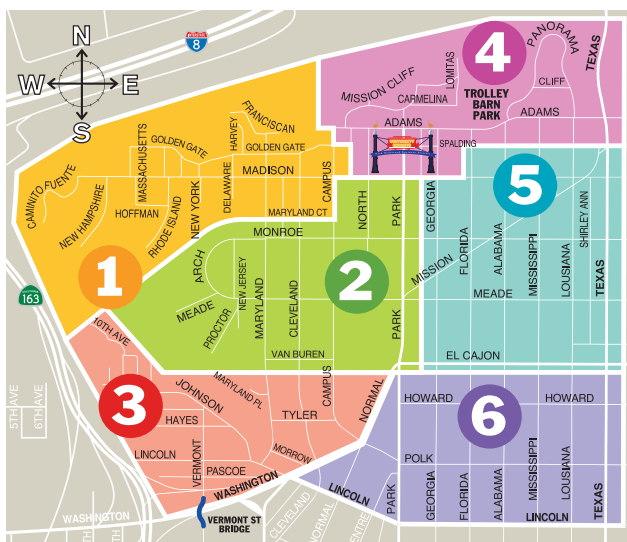 N
W
E
S
8
4
PANORAMA
TEXAS
MISSION CLIFF
LOMITAS
CARMELINA
CLIFF
TROLLEY
BARN
PARK
ADAMS
ADAMS
SPALDING
FRANCISCAN
HARVEY
MASSACHUSETTS
GOLDEN GATE
GOLDEN GATE
MADISON
CAMPUS
CAMINITO FUENTE
NEW HAMPSHIRE
HOFFMAN
RHODE ISLAND
NEW YORK
DELAWARE
MARYLAND CT
1
NORTH
PARK
GEORGIA
5
MONROE
ARCH
MEADE
PROCTOR
NEW JERSEY
MARYLAND
CLEVELAND
2
PARK
VAN BUREN
MISSION
FLORIDA
ALABAMA
MISSISSIPPI
LOUISIANA
SHIRLEY ANN
TEXAS
MEADE
EL CAJON
163
5TH AVE
6TH AVE
10TH AVE
3
JOHNSON
MARYLAND PL
HAYES
TYLER
CAMPUS
NORMAL
LINCOLN
VERMONT
PASCOE
MORROW
WASHINGTON
WASHINGTON
VERMONT ST
BRIDGE
CLEVELAND
NORMAL
HOWARD
HOWARD
6
POLK
LINCOLN
PARK
GEORGIA
FLORIDA
ALABAMA
MISSISSIPPI
LOUISIANA
TEXAS
LINCOLN